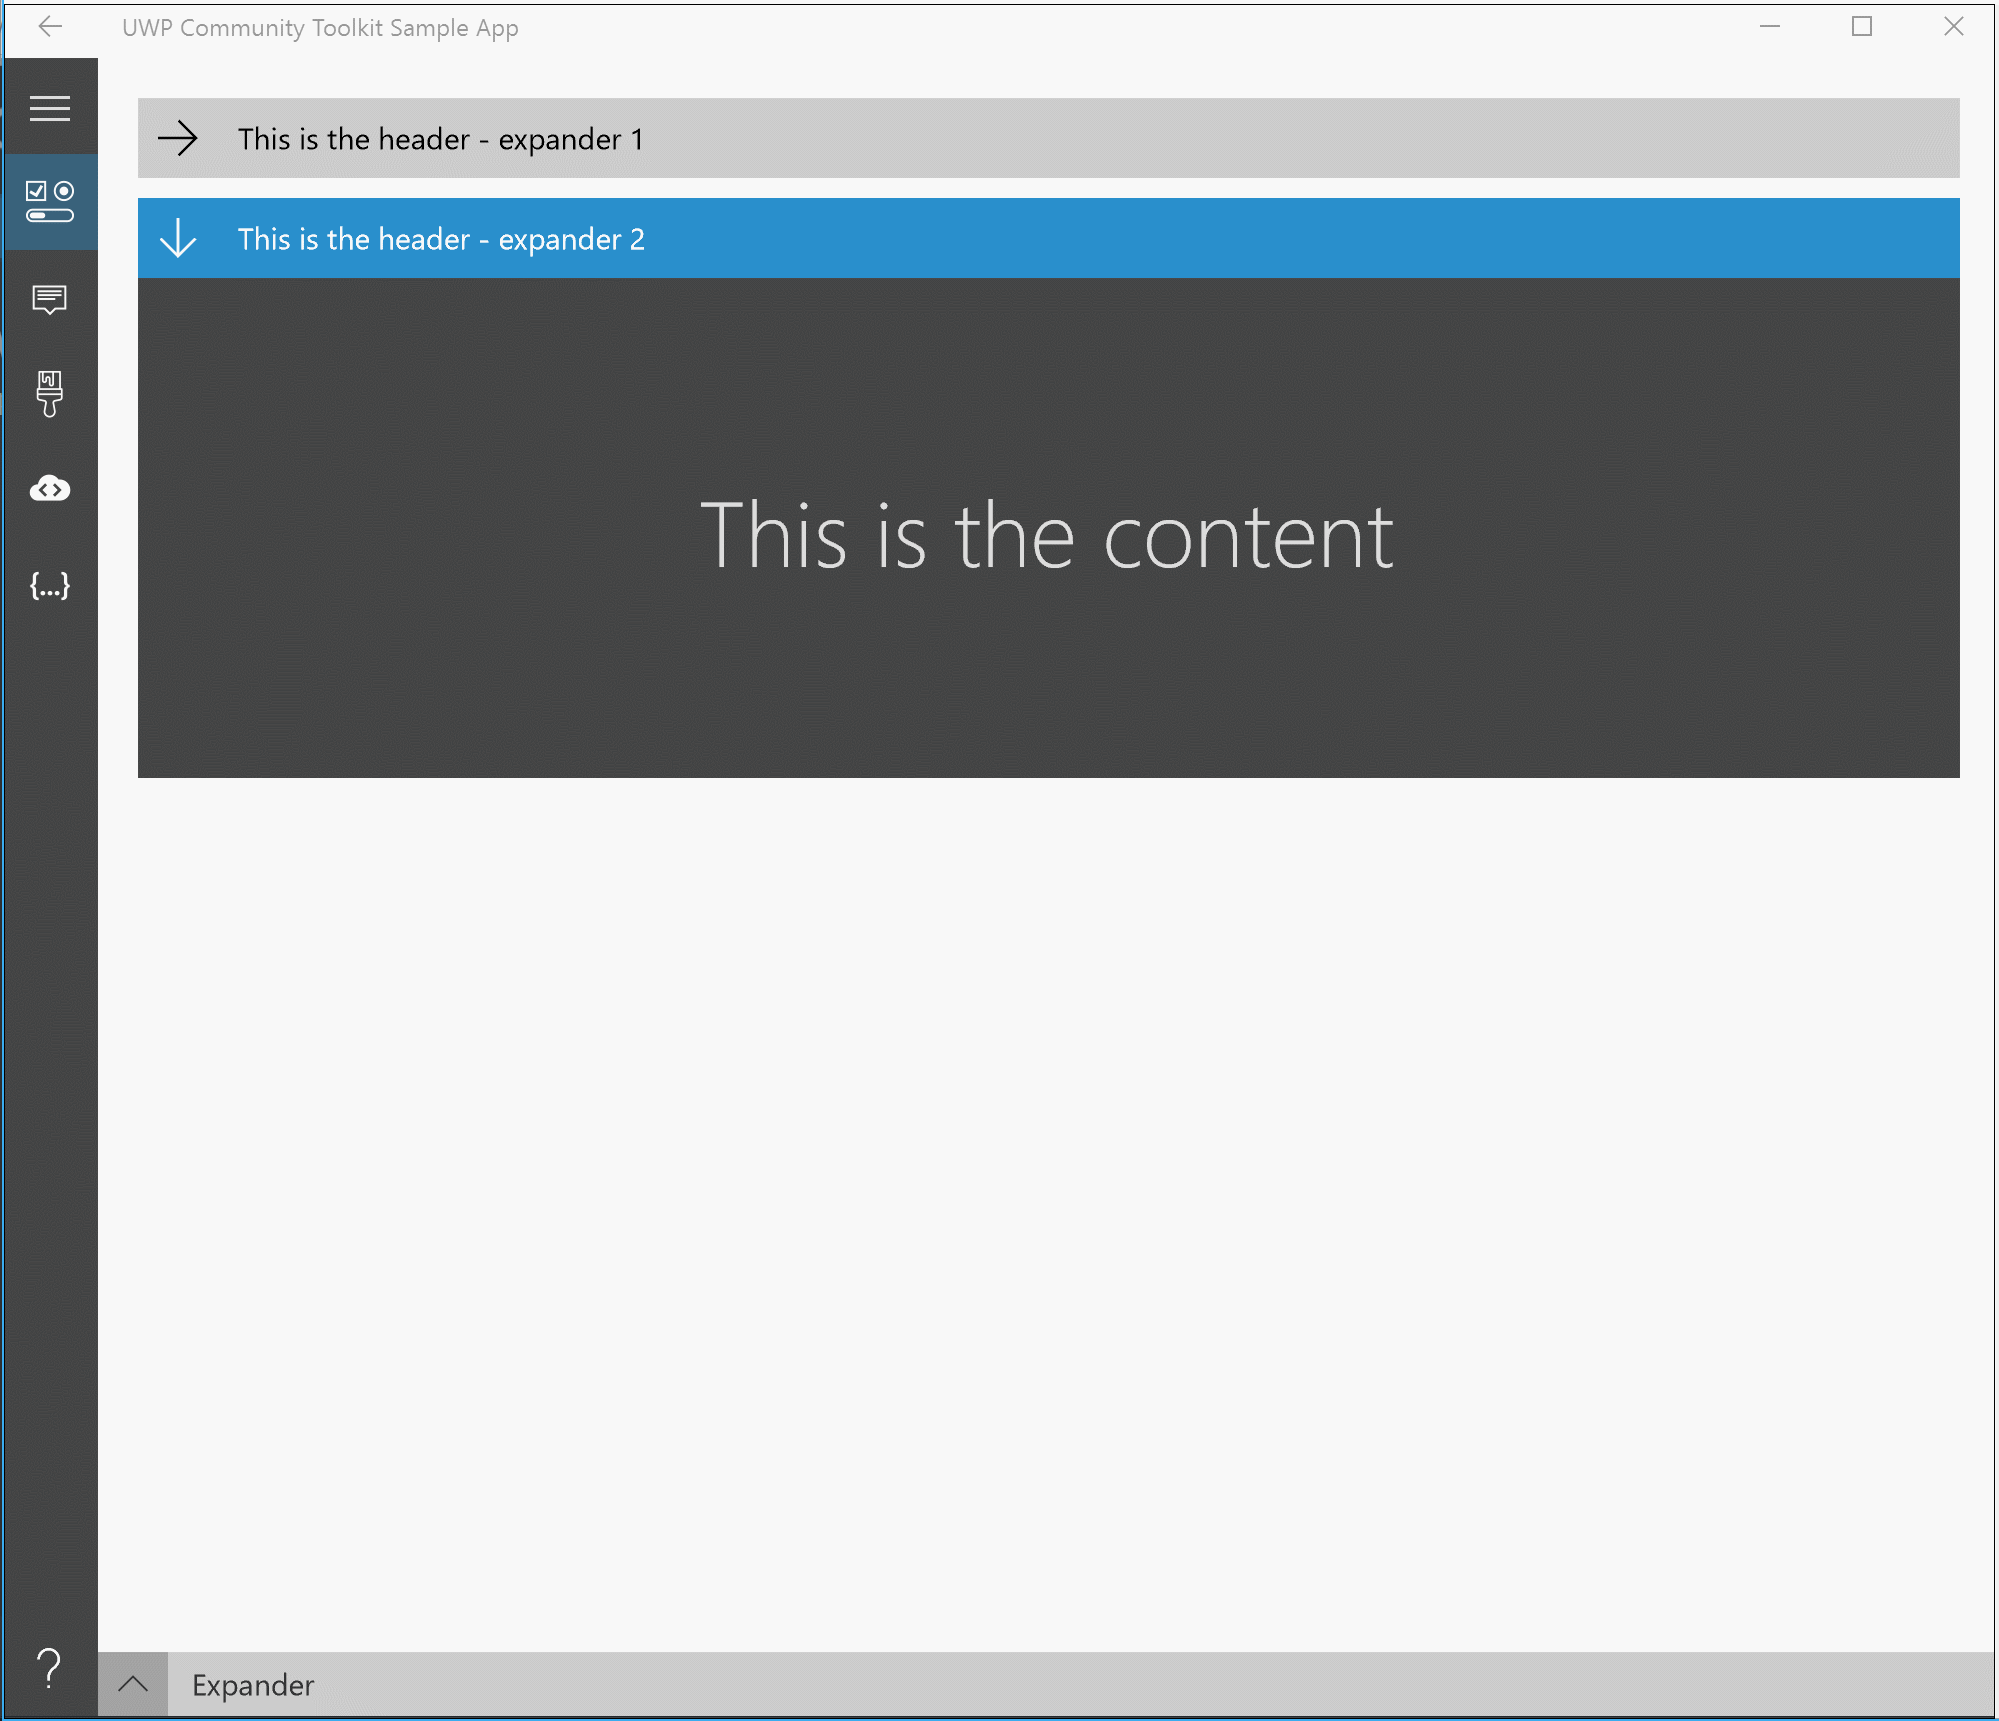 UWP Community Toolkit Sample App
This is the header - expander 1
This is the header - expander 2
This is the content
{...}
?
Expander